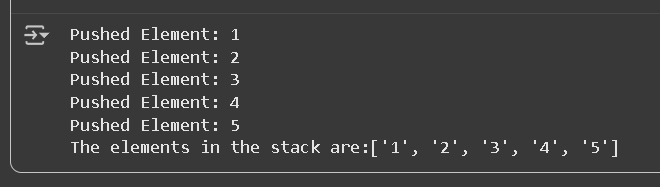 Pushed Element: 1
Pushed Element: 2
Pushed Element: 3
Pushed Element: 4
Pushed Element: 5
The elements in the stack are:['1', '2', '3', '4', '5']